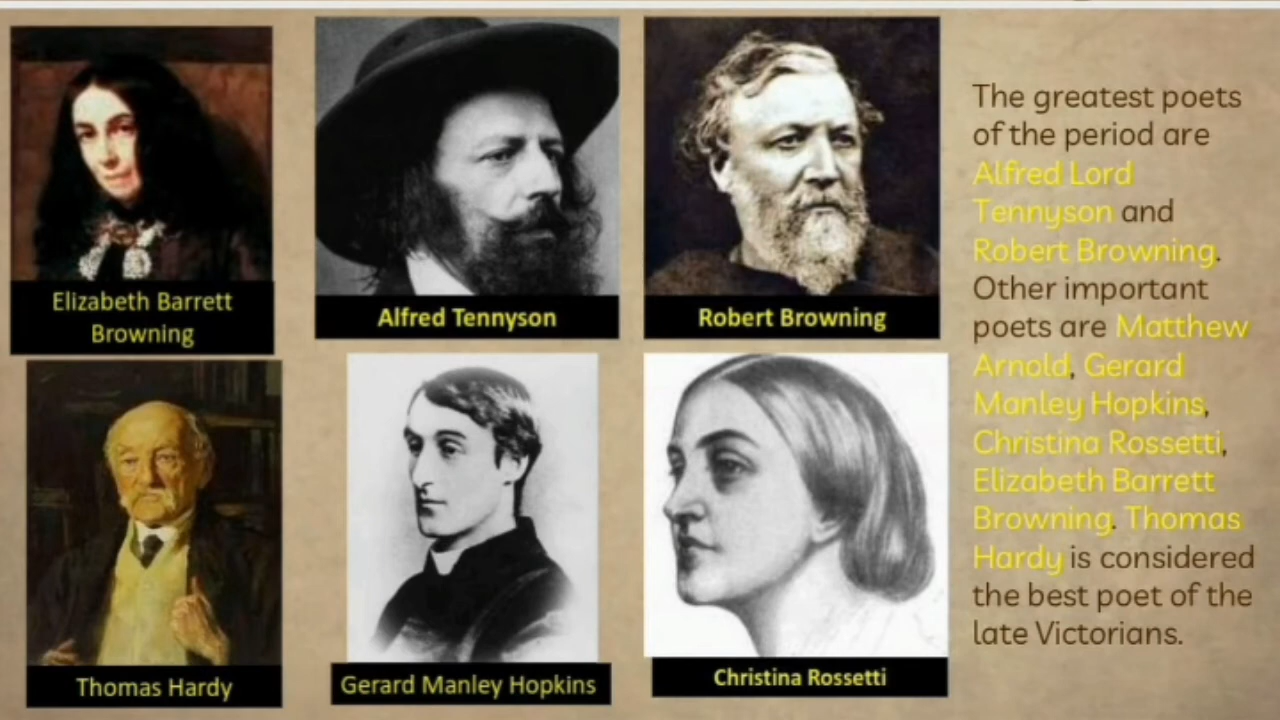 Elizabeth Barrett
Browning
Alfred Tennyson
Robert Browning
Thomas Hardy
Gerard Manley Hopkins
Christina Rossetti
The greatest poets
of the period are
Alfred Lord
Tennyson and
Robert Browning.
Other important
poets are Matthew
Arnold, Gerard
Manley Hopkins,
Christina Rossetti,
Elizabeth Barrett
Browning. Thomas
Hardy is considered
the best poet of the
late Victorians.